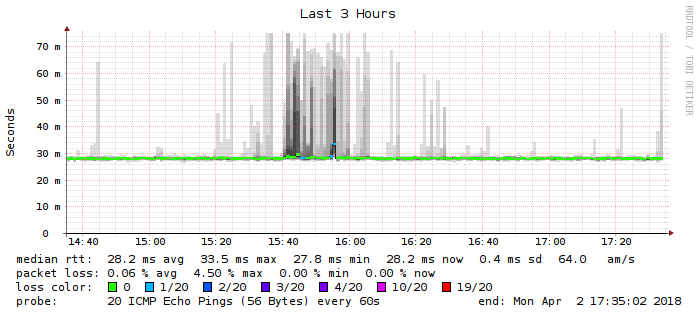 Last 3 Hours
RRDTOOL / TOBI OETIKER
Seconds
70 m
60 m
50 m
40 m
30 m
20 m
10 m
0
14:40 15:00 15:20 15:40 16:00 16:20 16:40 17:00 17:20
median rtt: 28.2 ms avg 33.5 ms max 27.8 ms min 28.2 ms now 0.4 ms sd 64.0 am/s
packet loss: 0.06 % avg 4.50 % max 0.00 % min 0.00 % now
loss color: 0 1/20 2/20 3/20 4/20 10/20 19/20
probe: 20 ICMP Echo Pings (56 Bytes) every 60s end: Mon Apr 2 17:35:02 2018